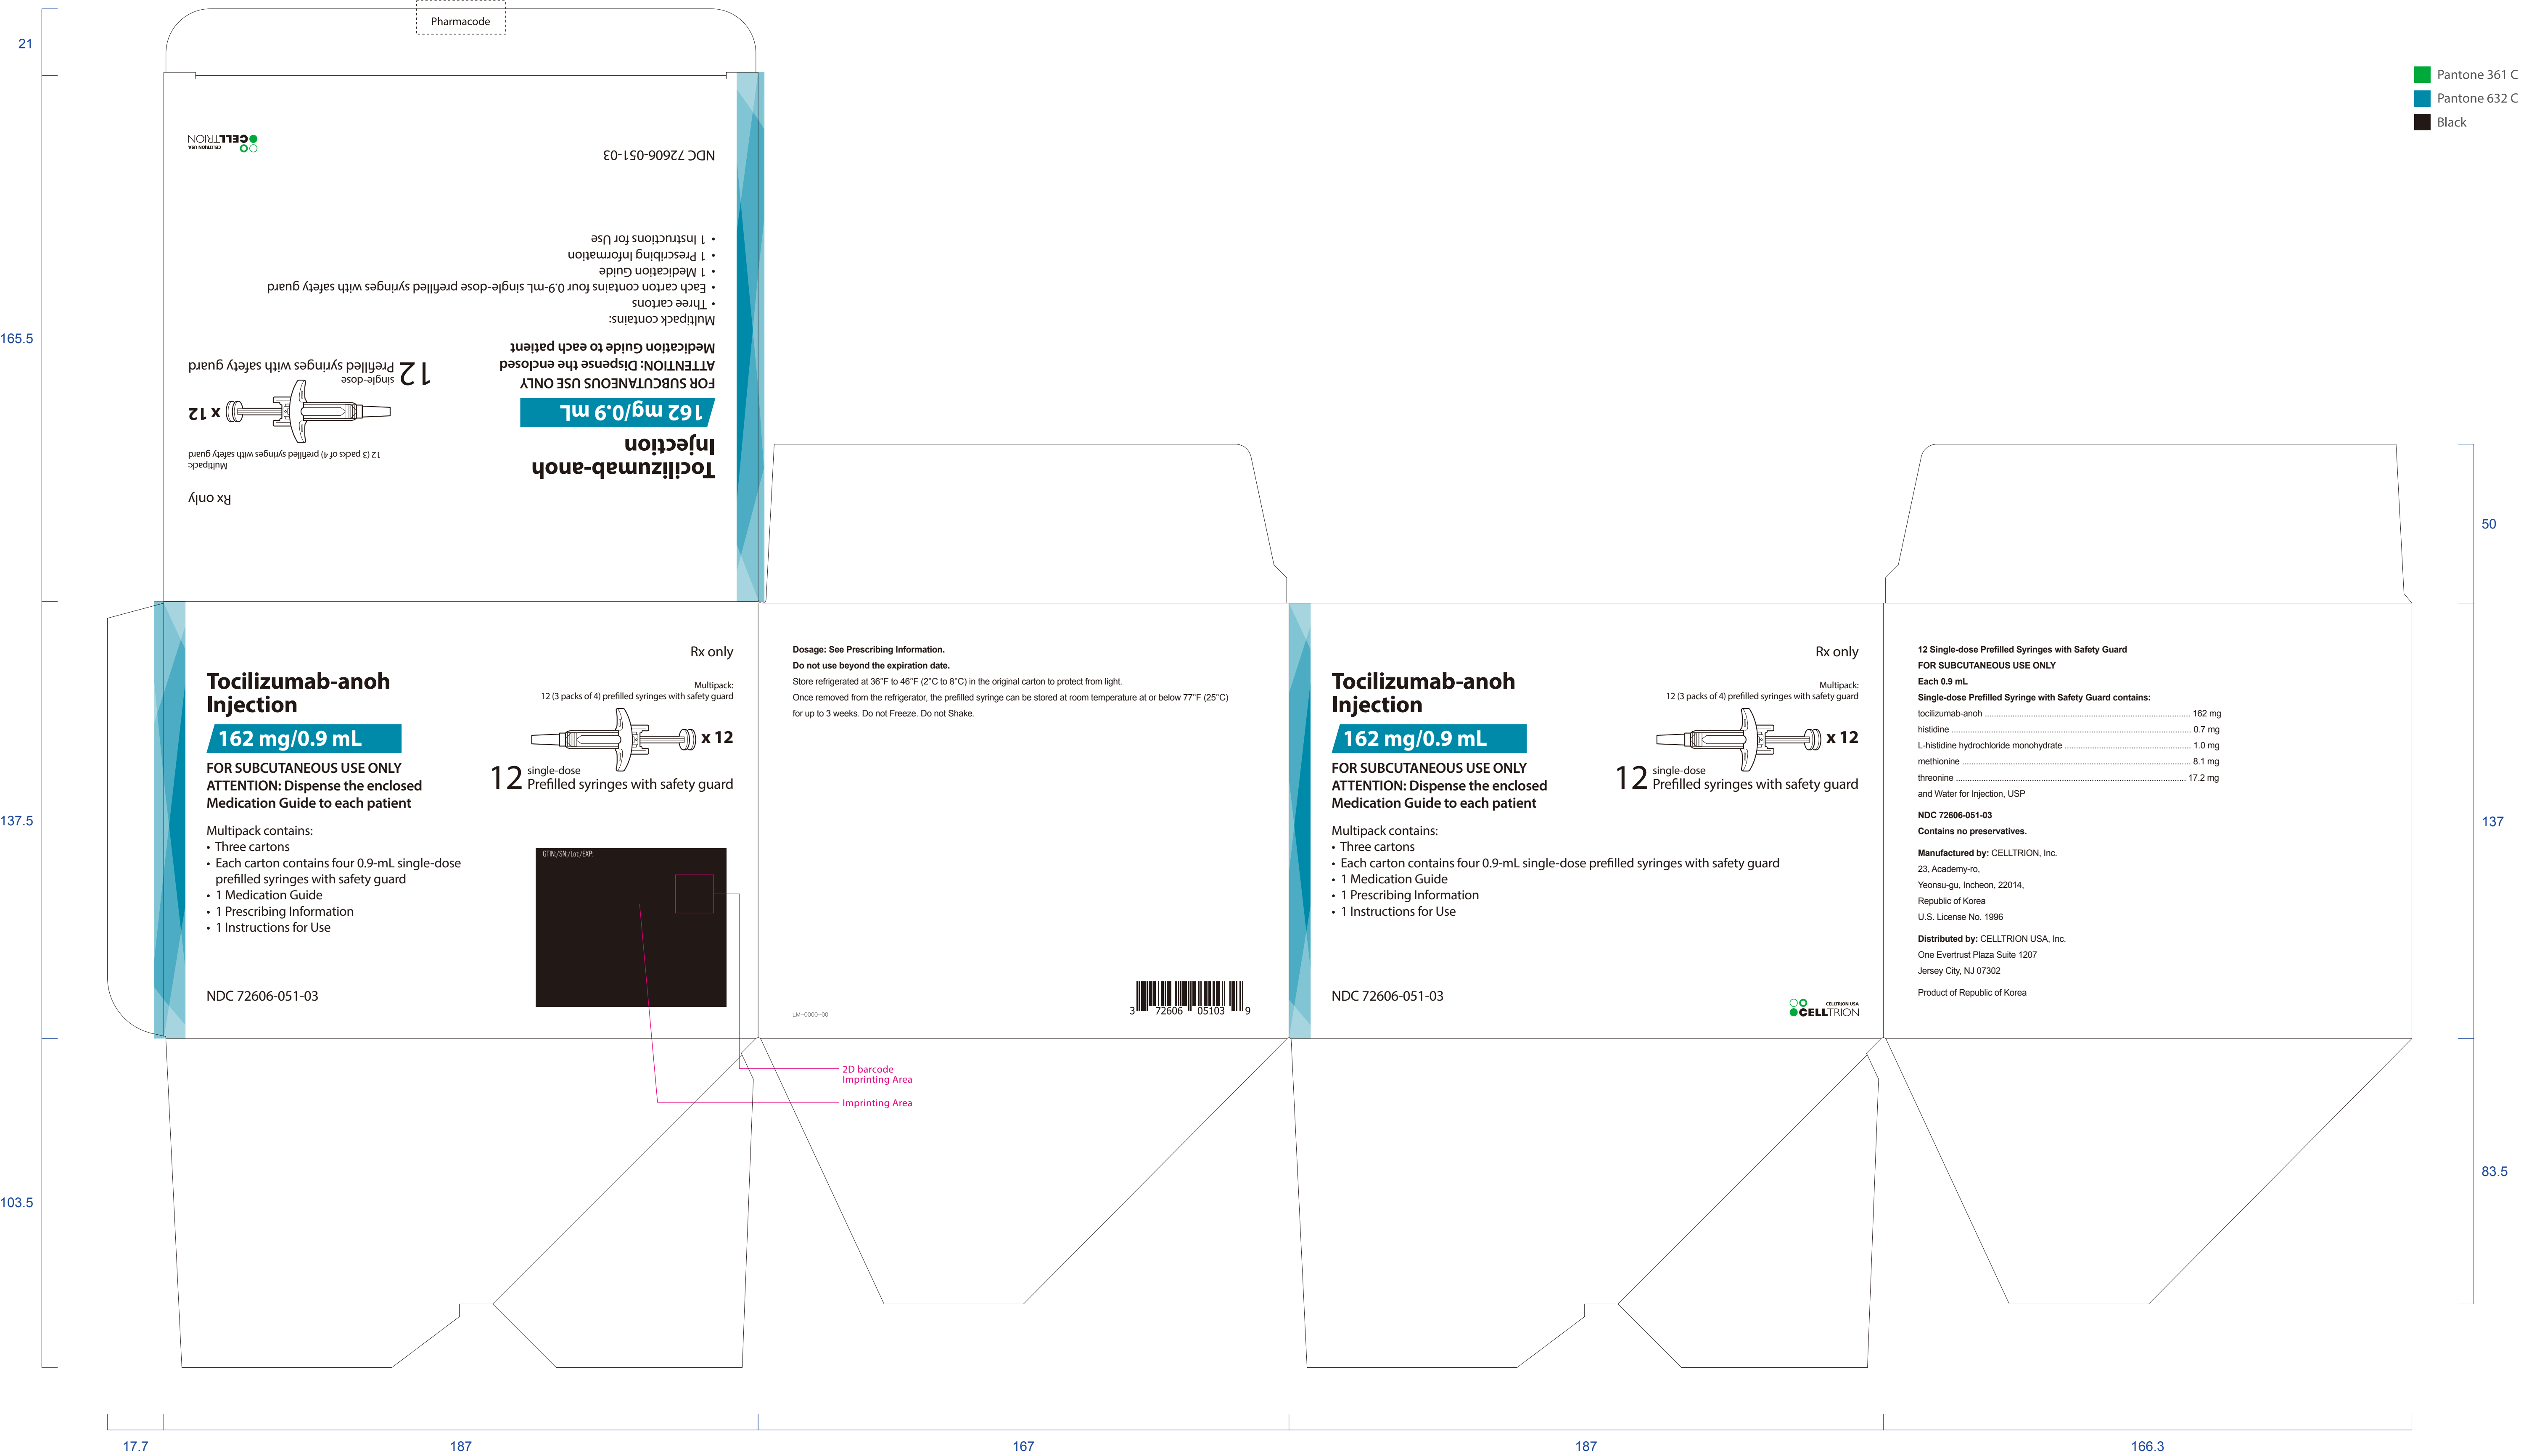 Pharmacode
21
Pantone 361 C
Pantone 632 C
Black
CELLTRION USA
CELLTRION
NDC 72606-051-03
• 1 Instructions for Use
• 1 Prescribing Information
• 1 Medication Guide
• Each carton contains four 0.9-mL single-dose prefilled syringes with safety guard
• Three cartons
Multipack contains:
Medication Guide to each patient
ATTENTION: Dispense the enclosed
FOR SUBCUTANEOUS USE ONLY
162 mg/0.9 mL
Injection
Tocilizumab-anoh
12 single-dose
Prefilled syringes with safety guard
x 12
12 (3 packs of 4) prefilled syringes with safety guard
Multipack:
Rx only
165.5
50
Rx only
Tocilizumab-anoh
Injection
Multipack:
12 (3 packs of 4) prefilled syringes with safety guard
162 mg/0.9 mL
x 12
FOR SUBCUTANEOUS USE ONLY
ATTENTION: Dispense the enclosed
Medication Guide to each patient
12 single-dose
Prefilled syringes with safety guard
Multipack contains:
• Three cartons
• Each carton contains four 0.9-mL single-dose
prefilled syringes with safety guard
• 1 Medication Guide
• 1 Prescribing Information
• 1 Instructions for Use
GTIN:/SN:/Lot:/EXP:
NDC 72606-051-03
137.5
Dosage: See Prescribing Information.
Do not use beyond the expiration date.
Store refrigerated at 36°F to 46°F (2°C to 8°C) in the original carton to protect from light.
Once removed from the refrigerator, the prefilled syringe can be stored at room temperature at or below 77°F (25°C)
for up to 3 weeks. Do not Freeze. Do not Shake.
LM-0000-00
3 72606 05103 9
2D barcode
Imprinting Area
Imprinting Area
Rx only
Tocilizumab-anoh
Injection
Multipack:
12 (3 packs of 4) prefilled syringes with safety guard
162 mg/0.9 mL
x 12
FOR SUBCUTANEOUS USE ONLY
ATTENTION: Dispense the enclosed
Medication Guide to each patient
12 single-dose
Prefilled syringes with safety guard
Multipack contains:
• Three cartons
• Each carton contains four 0.9-mL single-dose prefilled syringes with safety guard
• 1 Medication Guide
• 1 Prescribing Information
• 1 Instructions for Use
NDC 72606-051-03
CELLTRION USA
CELLTRION
12 Single-dose Prefilled Syringes with Safety Guard
FOR SUBCUTANEOUS USE ONLY
Each 0.9 mL
Single-dose Prefilled Syringe with Safety Guard contains:
tocilizumab-anoh ........ 162 mg
histidine ........ 0.7 mg
L-histidine hydrochloride monohydrate ........ 1.0 mg
methionine ........ 8.1 mg
threonine ........ 17.2 mg
and Water for Injection, USP
NDC 72606-051-03
Contains no preservatives.
Manufactured by: CELLTRION, Inc.
23, Academy-ro,
Yeonsu-gu, Incheon, 22014,
Republic of Korea
U.S. License No. 1996
Distributed by: CELLTRION USA, Inc.
One Evertrust Plaza Suite 1207
Jersey City, NJ 07302
Product of Republic of Korea
137
103.5
83.5
17.7
187
167
187
166.3